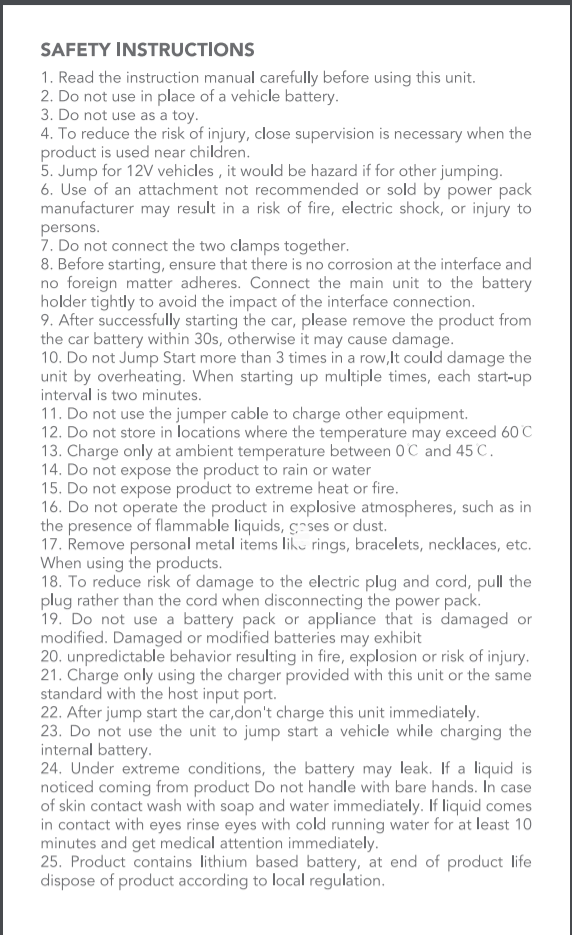 SAFETY INSTRUCTIONS
1. Read the instruction manual carefully before using this unit.
2. Do not use in place of a vehicle battery.
3. Do not use as a toy.
4. To reduce the risk of injury, close supervision is necessary when the
product is used near children.
5. Jump for 12V vehicles , it would be hazard if for other jumping.
6. Use of an attachment not recommended or sold by power pack
manufacturer may result in a risk of fire, electric shock, or injury to
persons.
7. Do not connect the two clamps together.
8. Before starting, ensure that there is no corrosion at the interface and
no foreign matter adheres. Connect the main unit to the battery
holder tightly to avoid the impact of the interface connection.
9. After successfully starting the car, please remove the product from
the car battery within 30s, otherwise it may cause damage.
10. Do not Jump Start more than 3 times in a row,It could damage the
unit by overheating. When starting up multiple times, each start-up
interval is two minutes.
11. Do not use the jumper cable to charge other equipment.
12. Do not store in locations where the temperature may exceed 60℃
13. Charge only at ambient temperature between 0℃ and 45℃.
14. Do not expose the product to rain or water
15. Do not expose product to extreme heat or fire.
16. Do not operate the product in explosive atmospheres, such as in
the presence of flammable liquids, gases or dust.
17. Remove personal metal items like rings, bracelets, necklaces, etc.
When using the products.
18. To reduce risk of damage to the electric plug and cord, pull the
plug rather than the cord when disconnecting the power pack.
19. Do not use a battery pack or appliance that is damaged or
modified. Damaged or modified batteries may exhibit
20. unpredictable behavior resulting in fire, explosion or risk of injury.
21. Charge only using the charger provided with this unit or the same
standard with the host input port.
22. After jump start the car,don't charge this unit immediately.
23. Do not use the unit to jump start a vehicle while charging the
internal battery.
24. Under extreme conditions, the battery may leak. If a liquid is
noticed coming from product Do not handle with bare hands. In case
of skin contact wash with soap and water immediately. If liquid comes
in contact with eyes rinse eyes with cold running water for at least 10
minutes and get medical attention immediately.
25. Product contains lithium based battery, at end of product life
dispose of product according to local regulation.